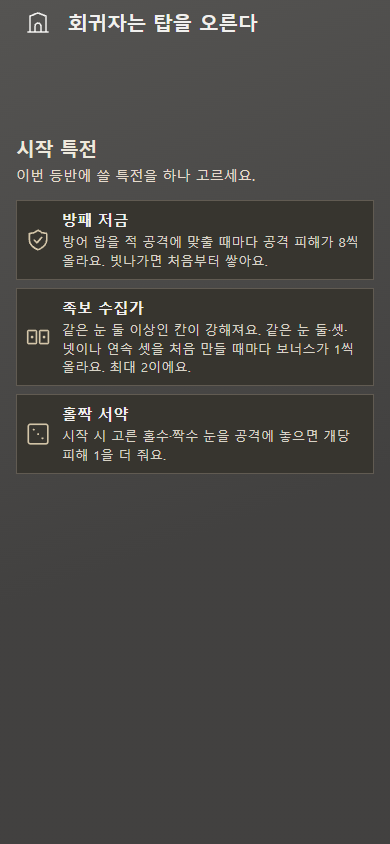 회귀자는 탑을 오른다
시작 특전
이번 등반에 쓸 특전을 하나 고르세요.
방패 저금
방어 합을 적 공격에 맞출 때마다 공격 피해가 8씩
올라요. 빗나가면 처음부터 쌓아요.
족보 수집가
같은 눈 둘 이상인 칸이 강해져요. 같은 눈 둘·셋·
넷이나 연속 셋을 처음 만들 때마다 보너스가 1씩
올라요. 최대 2이에요.
홀짝 서약
시작 시 고른 홀수·짝수 눈을 공격에 놓으면 개당
피해 1을 더 줘요.